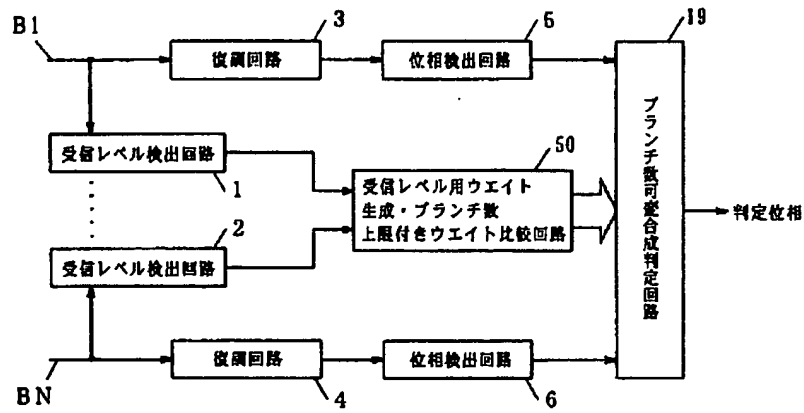 B1
3
復調回路
5
位相検出回路
19
ブランチ数可変合成判定回路
判定位相
受信レベル検出回路
1
50
受信レベル用ウエイト
生成・ブランチ数
上限付きウエイト比較回路
2
受信レベル検出回路
BN
復調回路
4
位相検出回路
6